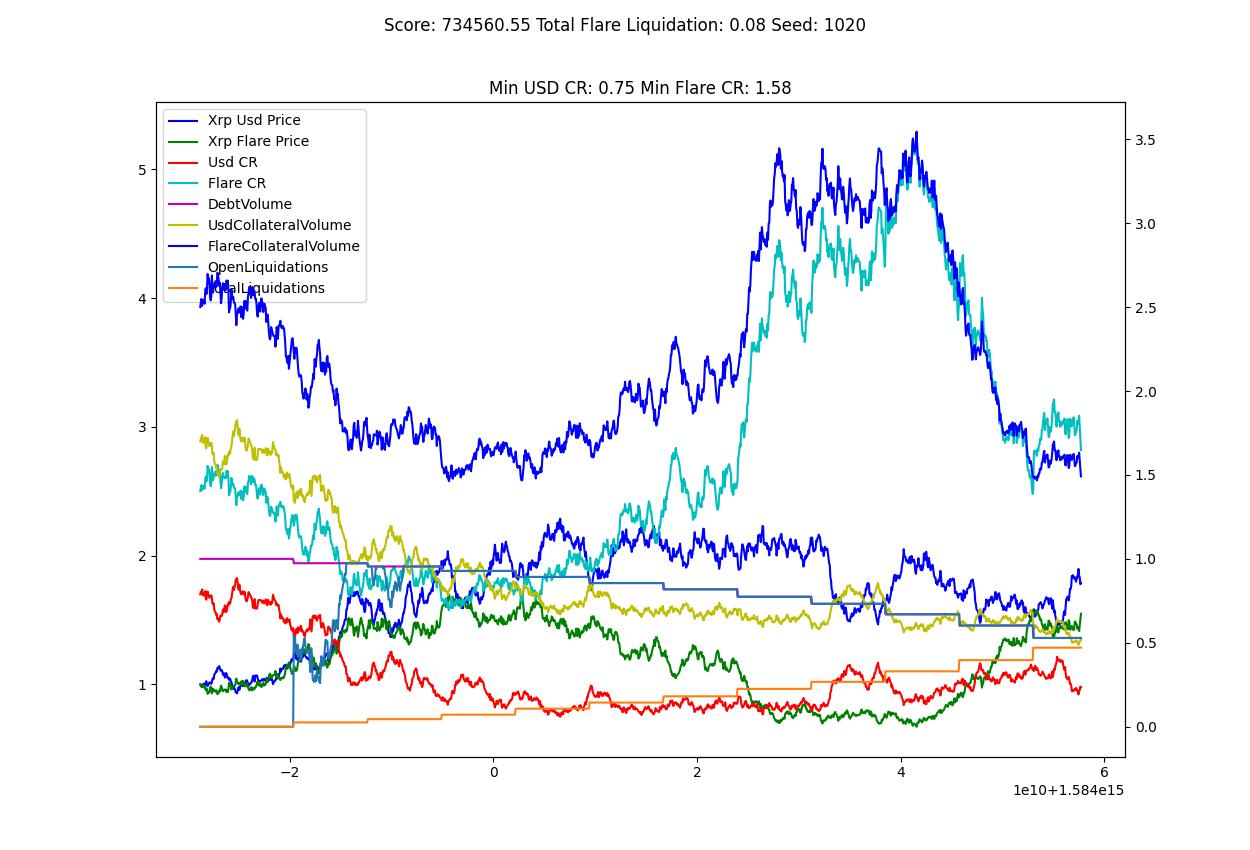 Score: 734560.55 Total Flare Liquidation: 0.08 Seed: 1020
Min USD CR: 0.75 Min Flare CR: 1.58
Xrp Usd Price
Xrp Flare Price
Usd CR
Flare CR
DebtVolume
UsdCollateralVolume
FlareCollateralVolume
OpenLiquidations
TotalLiquidations
5
4
3
2
1
3.5
3.0
2.5
2.0
1.5
1.0
0.5
0.0
−2 0 2 4 6
1e10+1.584e15